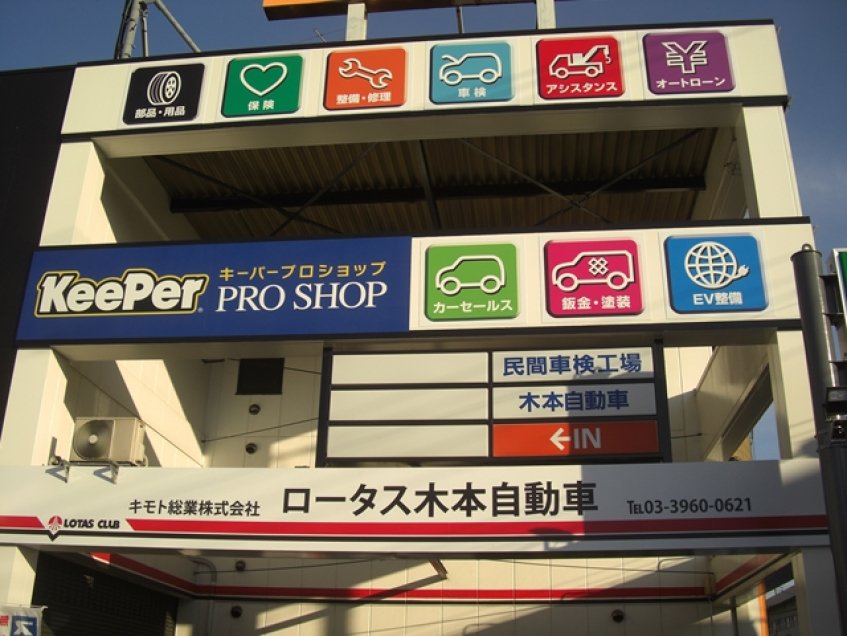 部品・用品
保険
整備・修理
車検
アシスタンス
¥
オートローン
KeePer
キーパープロショップ
PRO SHOP
カーセールス
鈑金・塗装
EV整備
民間車検工場
木本自動車
←IN
キモト総業株式会社 ロータス木本自動車 TEL03-3960-0621
LOTAS CLUB
ス